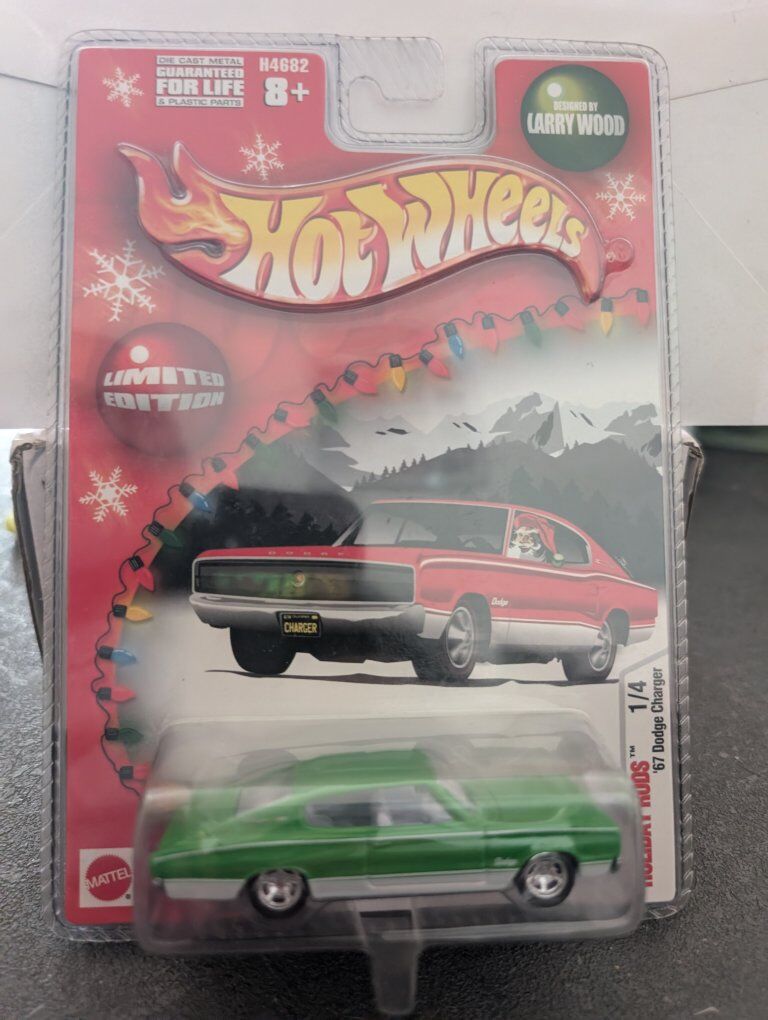 DIE CAST METAL
GUARANTEED
FOR LIFE
& PLASTIC PARTS
H4682
8+
DESIGNED BY
LARRY WOOD
HOT WHEELS
LIMITED
EDITION
DODGE
Dodge
CHARGER
1/4
HOLIDAY RODS™
'67 Dodge Charger
Dodge
MATTEL
®